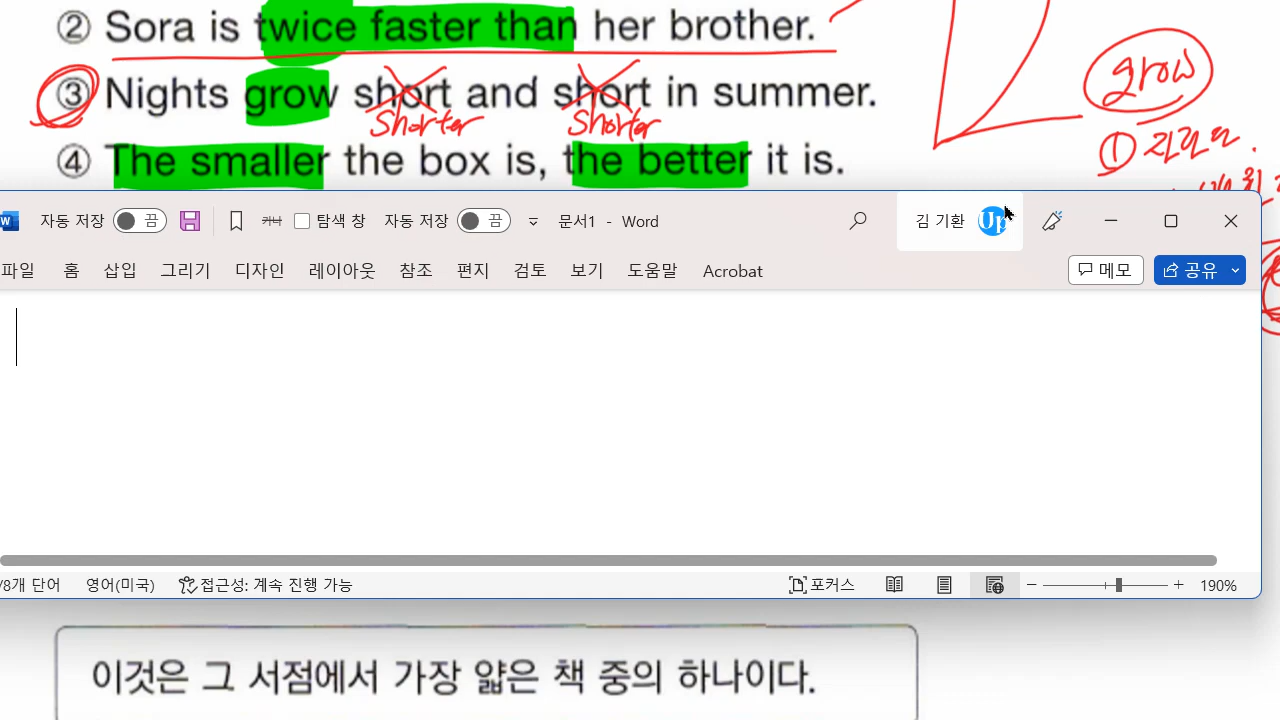 ② Sora is twice faster than her brother.
③ Nights grow short and short in summer.
shorter shorter
grow
④ The smaller the box is, the better it is.
①
자동 저장 끔 탐색 창 자동 저장 끔 문서1 - Word 김 기환 Up
파일 홈 삽입 그리기 디자인 레이아웃 참조 편지 검토 보기 도움말 Acrobat 메모 공유
/8개 단어 영어(미국) 접근성: 계속 진행 가능 포커스 190%
이것은 그 서점에서 가장 얇은 책 중의 하나이다.